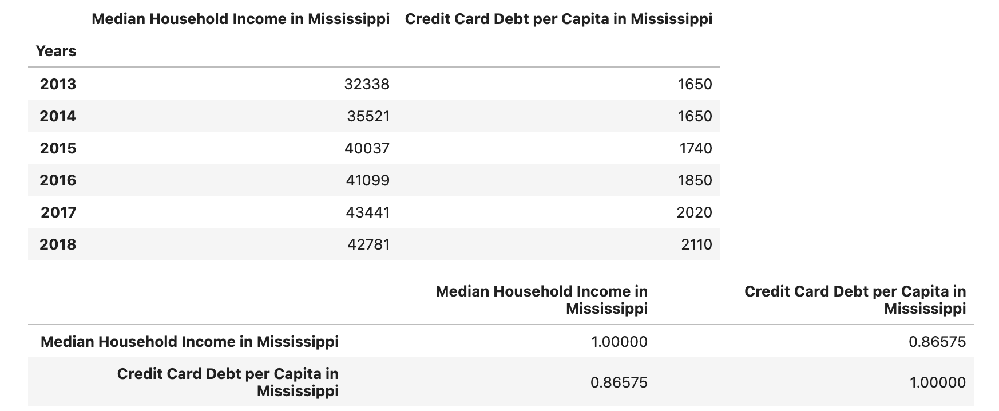 Median Household Income in Mississippi Credit Card Debt per Capita in Mississippi
Years
2013 32338 1650
2014 35521 1650
2015 40037 1740
2016 41099 1850
2017 43441 2020
2018 42781 2110
Median Household Income in Credit Card Debt per Capita in
Mississippi Mississippi
Median Household Income in Mississippi 1.00000 0.86575
Credit Card Debt per Capita in
Mississippi 0.86575 1.00000